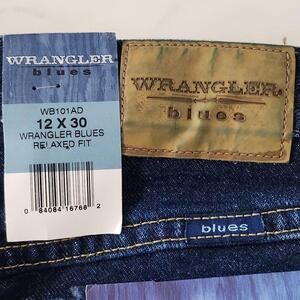 WRANGLER
blues
WB101AD
12 X 30
WRANGLER BLUES
RELAXED FIT
0 84084 16768 2
WRANGLER
blues
blues